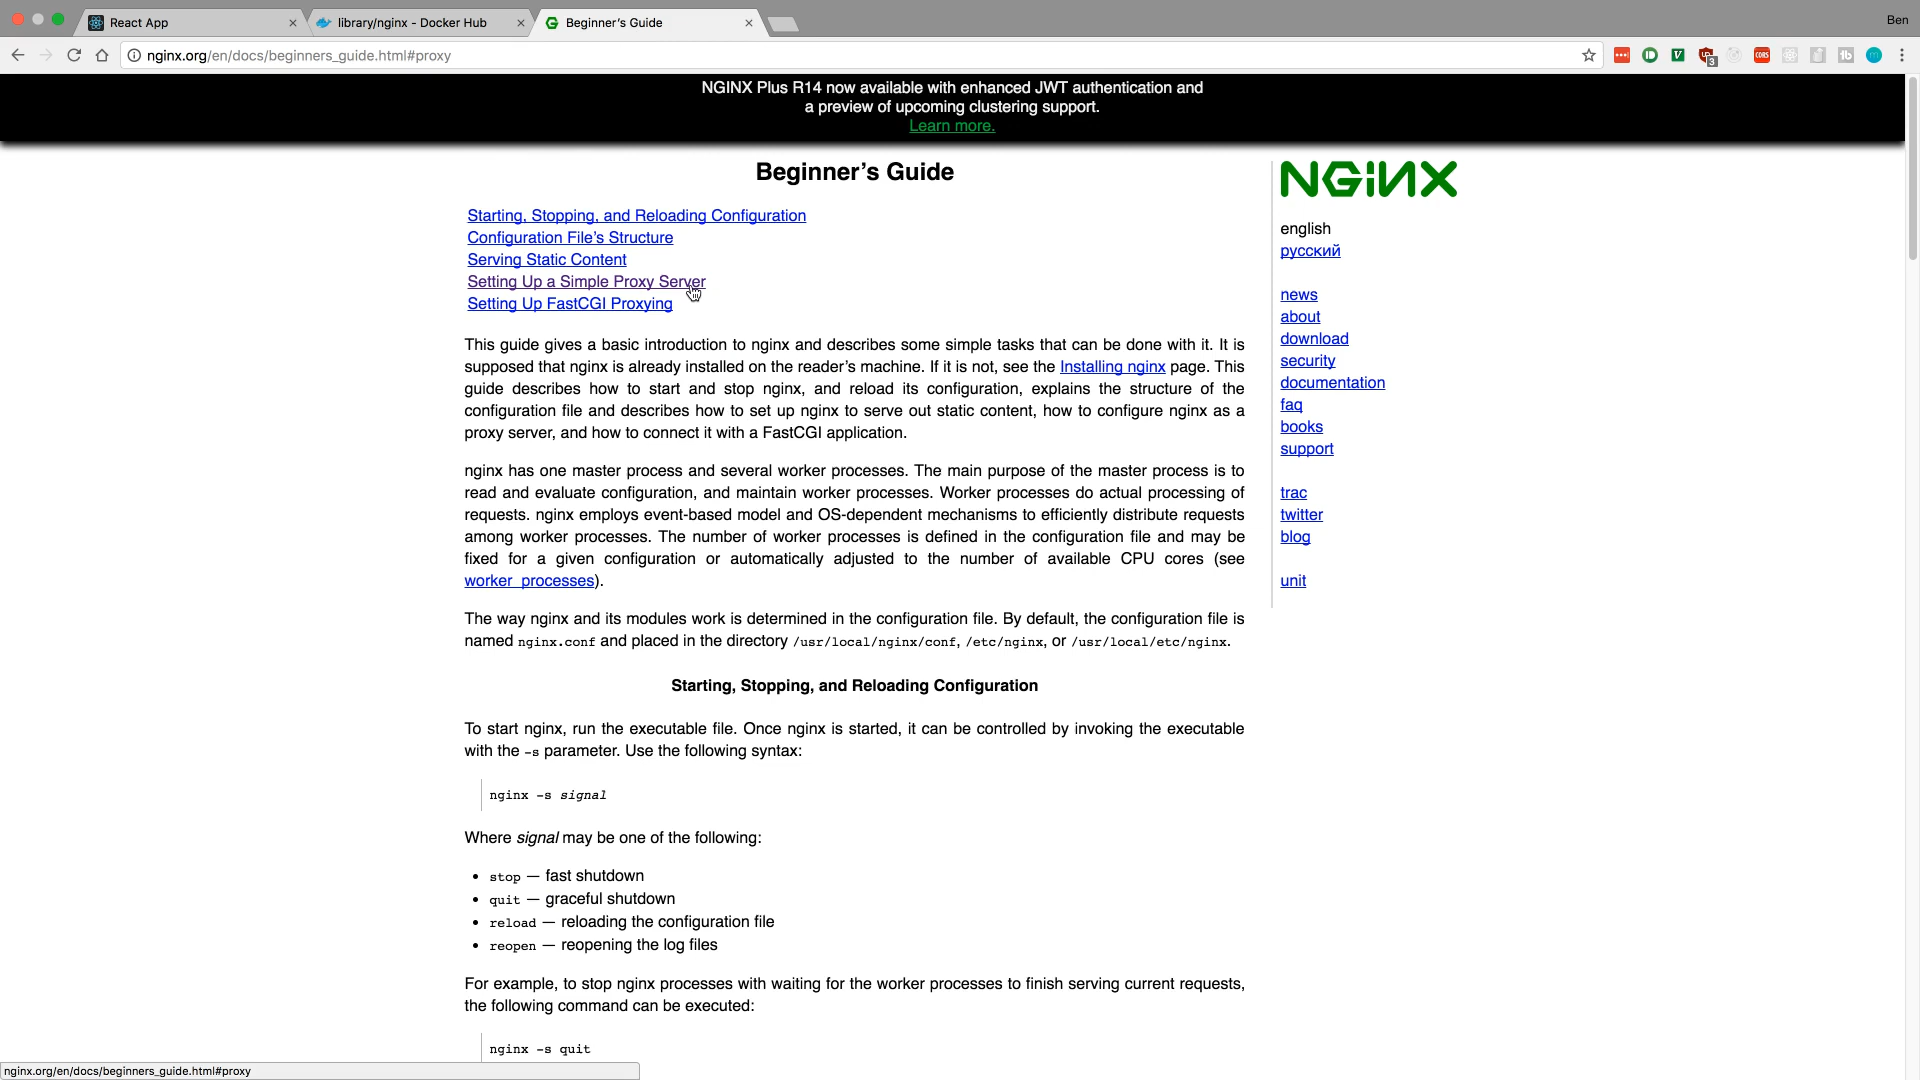 React App
library/nginx - Docker Hub
Beginner's Guide
Ben
nginx.org/en/docs/beginners_guide.html#proxy
3
CORS
NGINX Plus R14 now available with enhanced JWT authentication and
a preview of upcoming clustering support.
Learn more.
Beginner's Guide
Starting, Stopping, and Reloading Configuration
Configuration File's Structure
Serving Static Content
Setting Up a Simple Proxy Server
Setting Up FastCGI Proxying
This guide gives a basic introduction to nginx and describes some simple tasks that can be done with it. It is
supposed that nginx is already installed on the reader's machine. If it is not, see the Installing nginx page. This
guide describes how to start and stop nginx, and reload its configuration, explains the structure of the
configuration file and describes how to set up nginx to serve out static content, how to configure nginx as a
proxy server, and how to connect it with a FastCGI application.
nginx has one master process and several worker processes. The main purpose of the master process is to
read and evaluate configuration, and maintain worker processes. Worker processes do actual processing of
requests. nginx employs event-based model and OS-dependent mechanisms to efficiently distribute requests
among worker processes. The number of worker processes is defined in the configuration file and may be
fixed for a given configuration or automatically adjusted to the number of available CPU cores (see
worker_processes).
The way nginx and its modules work is determined in the configuration file. By default, the configuration file is
named nginx.conf and placed in the directory /usr/local/nginx/conf, /etc/nginx, or /usr/local/etc/nginx.
Starting, Stopping, and Reloading Configuration
To start nginx, run the executable file. Once nginx is started, it can be controlled by invoking the executable
with the -s parameter. Use the following syntax:
nginx -s signal
Where signal may be one of the following:
• stop — fast shutdown
• quit — graceful shutdown
• reload — reloading the configuration file
• reopen — reopening the log files
For example, to stop nginx processes with waiting for the worker processes to finish serving current requests,
the following command can be executed:
nginx -s quit
NGINX
english
русский
news
about
download
security
documentation
faq
books
support
trac
twitter
blog
unit
nginx.org/en/docs/beginners_guide.html#proxy